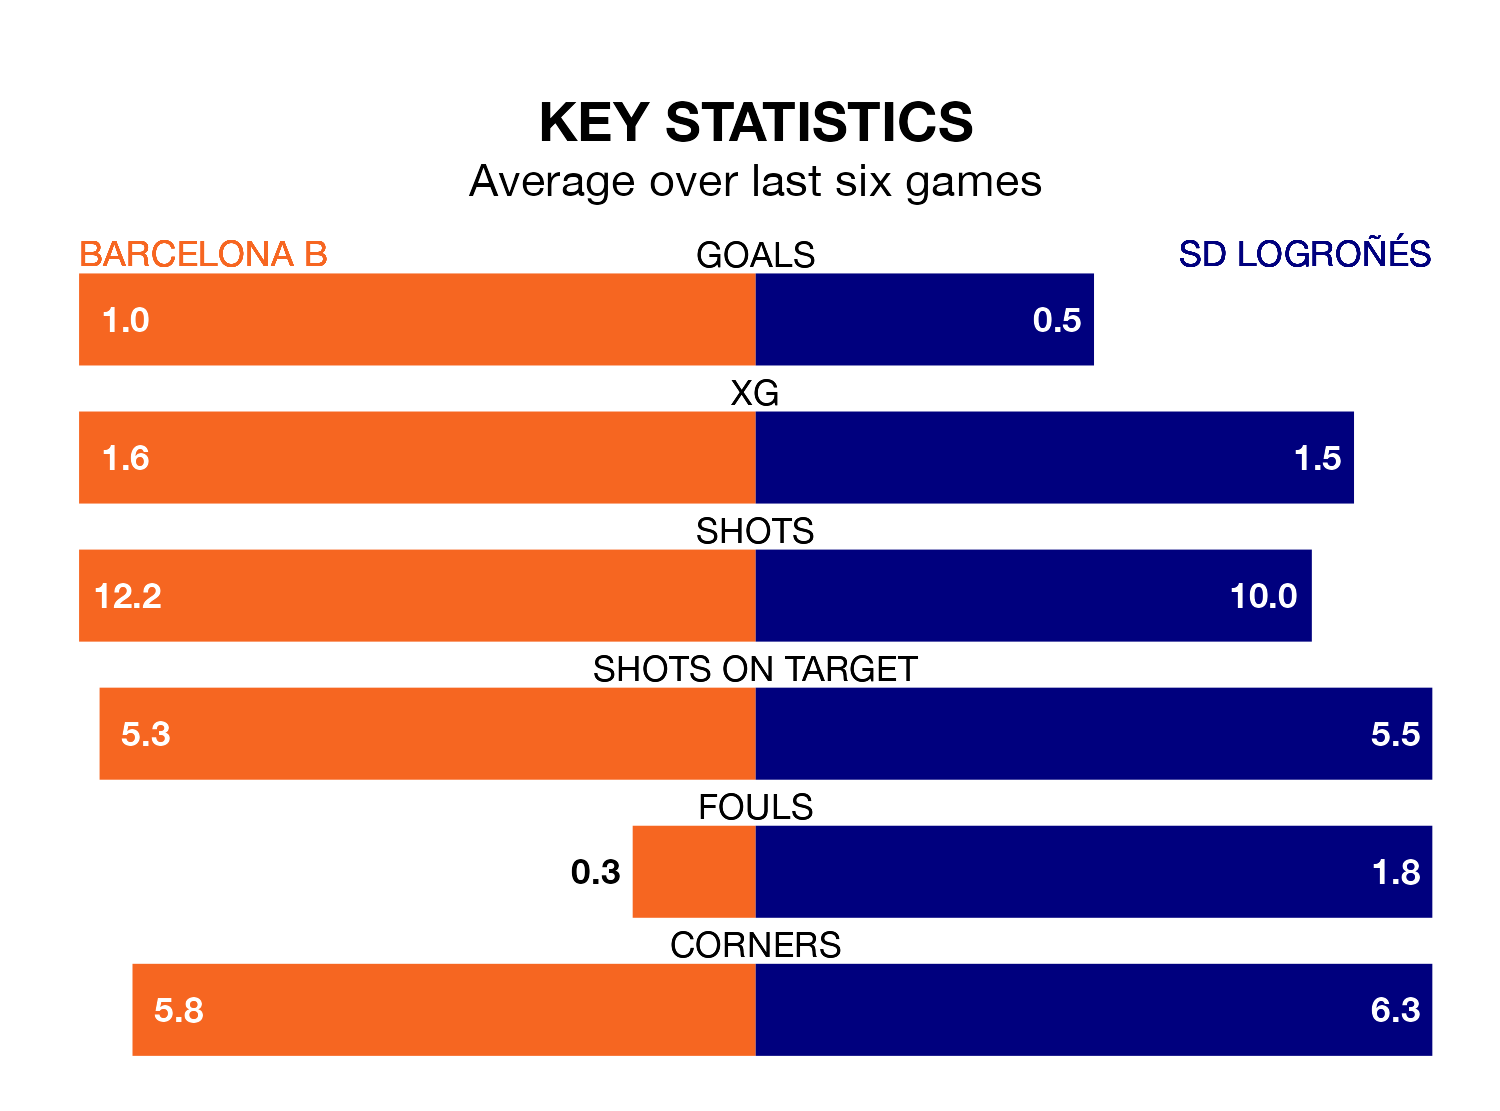 KEY STATISTICS
Average over last six games
BARCELONA B GOALS SD LOGROÑÉS
1.0 0.5
XG
1.6 1.5
SHOTS
12.2 10.0
SHOTS ON TARGET
5.3 5.5
FOULS
0.3 1.8
CORNERS
5.8 6.3